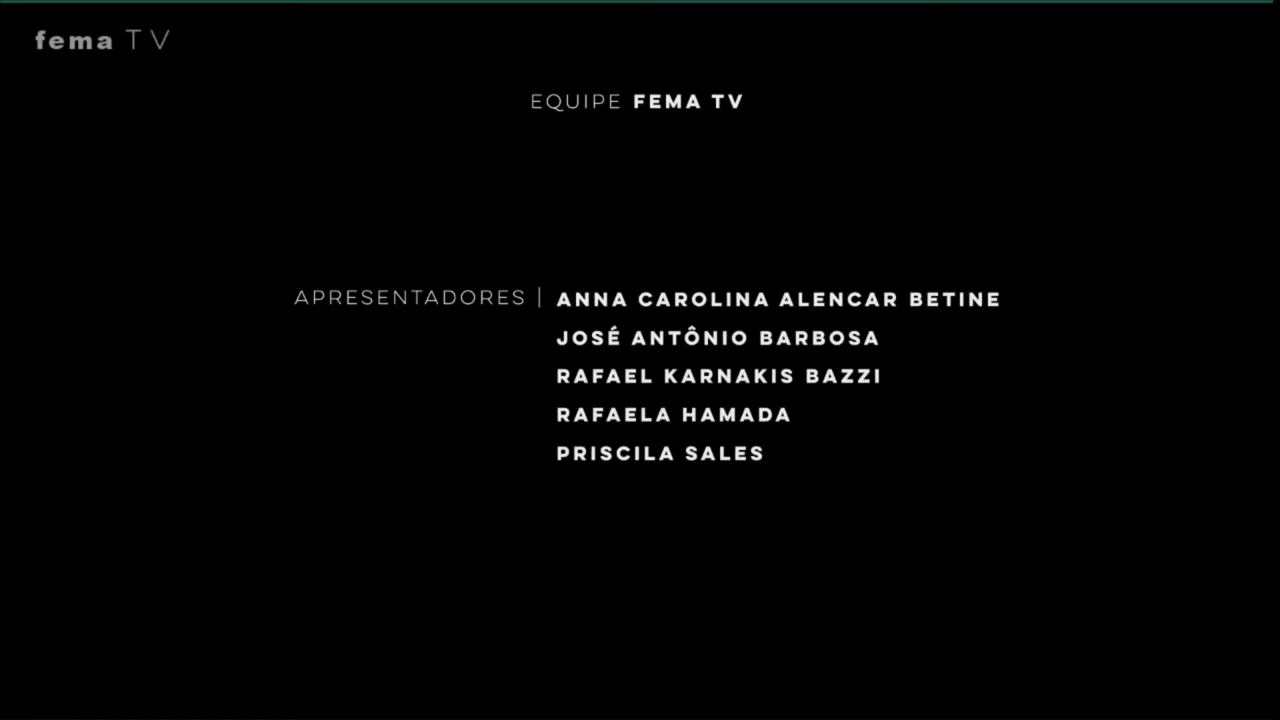 fema TV
EQUIPE FEMA TV
APRESENTADORES | ANNA CAROLINA ALENCAR BETINE
JOSÉ ANTÔNIO BARBOSA
RAFAEL KARNAKIS BAZZI
RAFAELA HAMADA
PRISCILA SALES